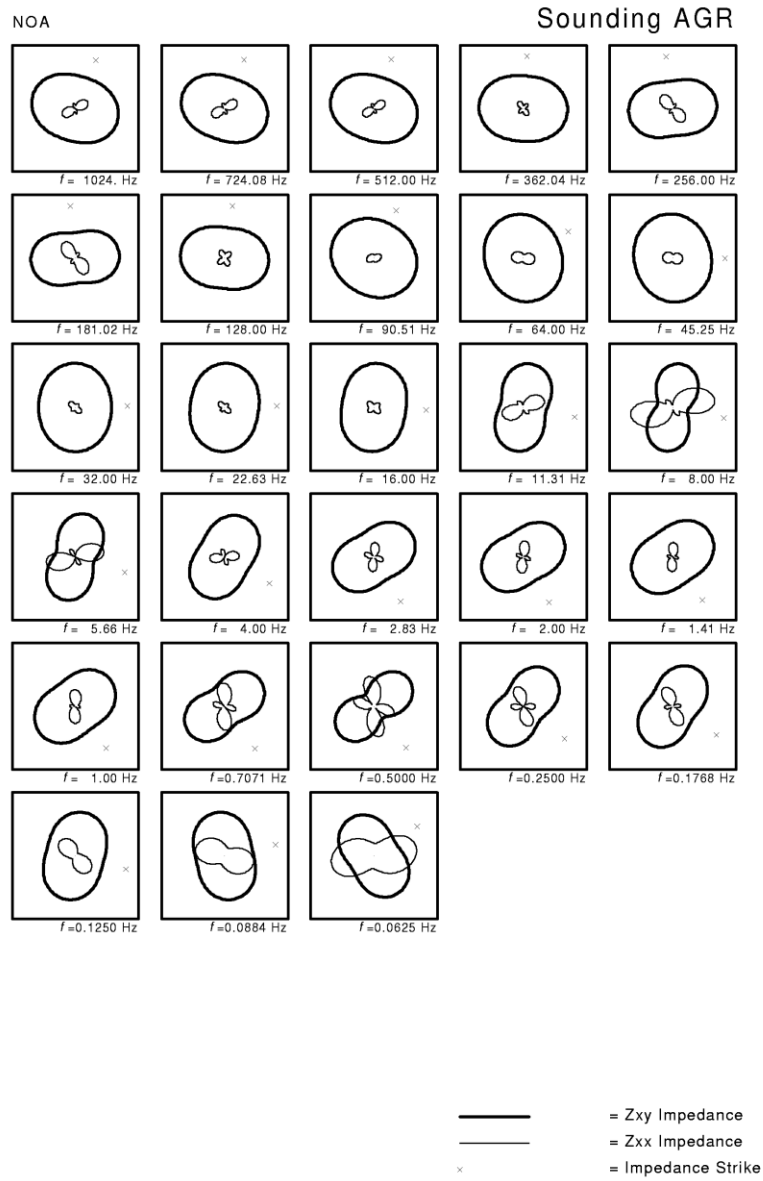 NOA
Sounding AGR
f = 1024. Hz
f = 724.08 Hz
f = 512.00 Hz
f = 362.04 Hz
f = 256.00 Hz
f = 181.02 Hz
f = 128.00 Hz
f = 90.51 Hz
f = 64.00 Hz
f = 45.25 Hz
f = 32.00 Hz
f = 22.63 Hz
f = 16.00 Hz
f = 11.31 Hz
f = 8.00 Hz
f = 5.66 Hz
f = 4.00 Hz
f = 2.83 Hz
f = 2.00 Hz
f = 1.41 Hz
f = 1.00 Hz
f =0.7071 Hz
f =0.5000 Hz
f =0.2500 Hz
f =0.1768 Hz
f =0.1250 Hz
f =0.0884 Hz
f =0.0625 Hz
= Zxy Impedance
= Zxx Impedance
= Impedance Strike